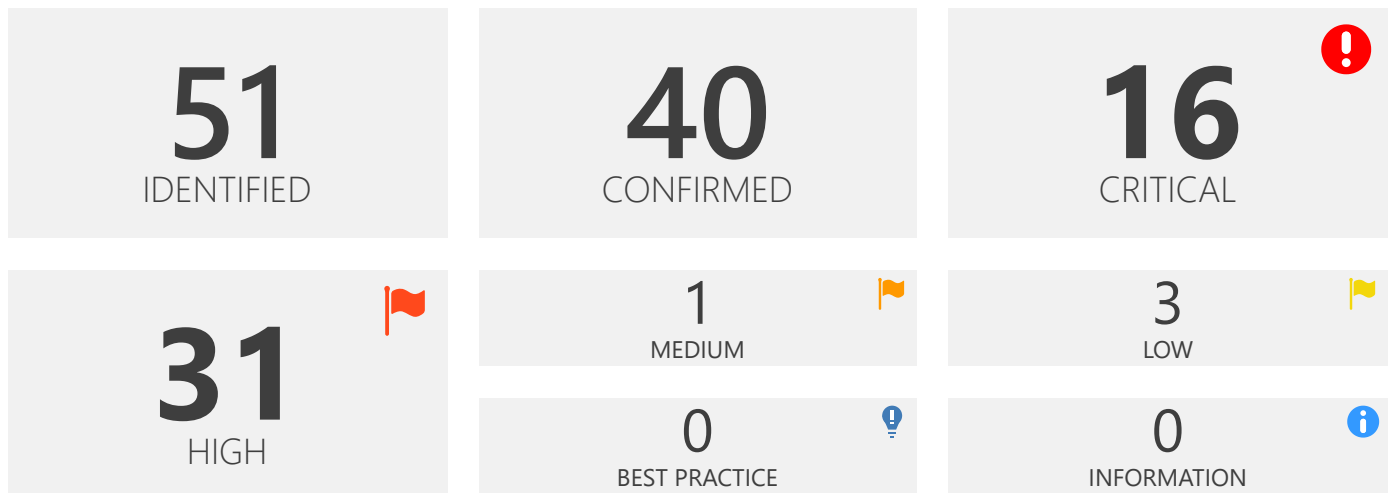 51
IDENTIFIED
40
CONFIRMED
16
CRITICAL
31
HIGH
1
MEDIUM
3
LOW
0
BEST PRACTICE
0
INFORMATION